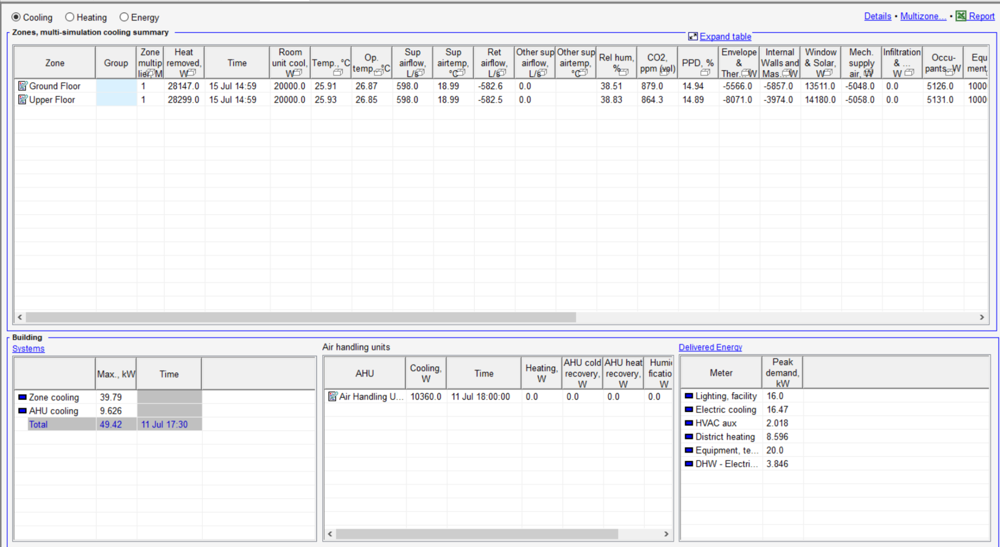 Cooling Heating Energy Details • Multizone... • Report
Zones, multi-simulation cooling summary Expand table
Zone Group Zone multip lier, M Heat removed, W Time Room unit cool, W Temp., °C Op. temp., °C Sup airflow, L/s Sup airtemp, °C Ret airflow, L/s Other sup airflow, L/s Other sup airtemp, °C Rel hum, % CO2, ppm (vol) PPD, % Envelope & Ther... W Internal Walls and Mas... W Window & Solar, W Mech. supply air, W Infiltration & ... W Occu- pants, W Equ ment,
Ground Floor 1 28147.0 15 Jul 14:59 20000.0 25.91 26.87 598.0 18.99 -582.6 0.0 38.51 879.0 14.94 -5566.0 -5857.0 13511.0 -5048.0 0.0 5126.0 1000
Upper Floor 1 28299.0 15 Jul 14:59 20000.0 25.93 26.85 598.0 18.99 -582.5 0.0 38.83 864.3 14.89 -8071.0 -3974.0 14180.0 -5058.0 0.0 5131.0 1000
Building
Systems
Max., kW Time
Zone cooling 39.79
AHU cooling 9.626
Total 49.42 11 Jul 17:30
Air handling units
AHU Cooling, W Time Heating, W AHU cold recovery, W AHU heat recovery, W Humi ficatio W
Air Handling U... 10360.0 11 Jul 18:00:00 0.0 0.0 0.0 0.0
Delivered Energy
Meter Peak demand, kW
Lighting, facility 16.0
Electric cooling 16.47
HVAC aux 2.018
District heating 8.596
Equipment, te... 20.0
DHW - Electri... 3.846